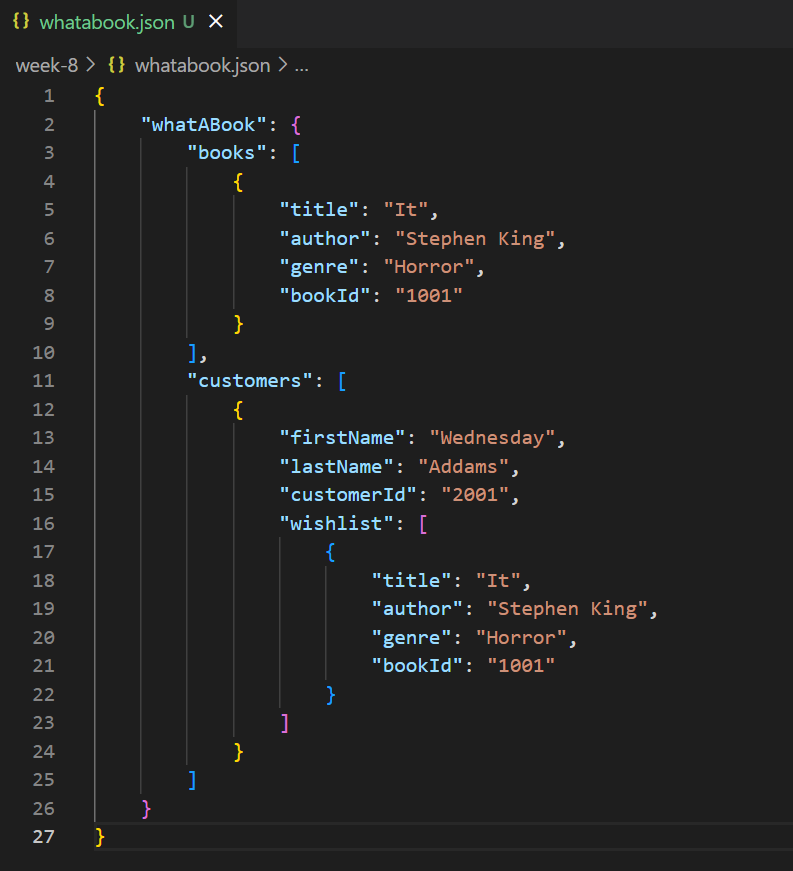 {} whatabook.json U ×
week-8 > {} whatabook.json > ...
1 {
2     "whatABook": {
3         "books": [
4             {
5                 "title": "It",
6                 "author": "Stephen King",
7                 "genre": "Horror",
8                 "bookId": "1001"
9             }
10         ],
11         "customers": [
12             {
13                 "firstName": "Wednesday",
14                 "lastName": "Addams",
15                 "customerId": "2001",
16                 "wishlist": [
17                     {
18                         "title": "It",
19                         "author": "Stephen King",
20                         "genre": "Horror",
21                         "bookId": "1001"
22                     }
23                 ]
24             }
25         ]
26     }
27 }